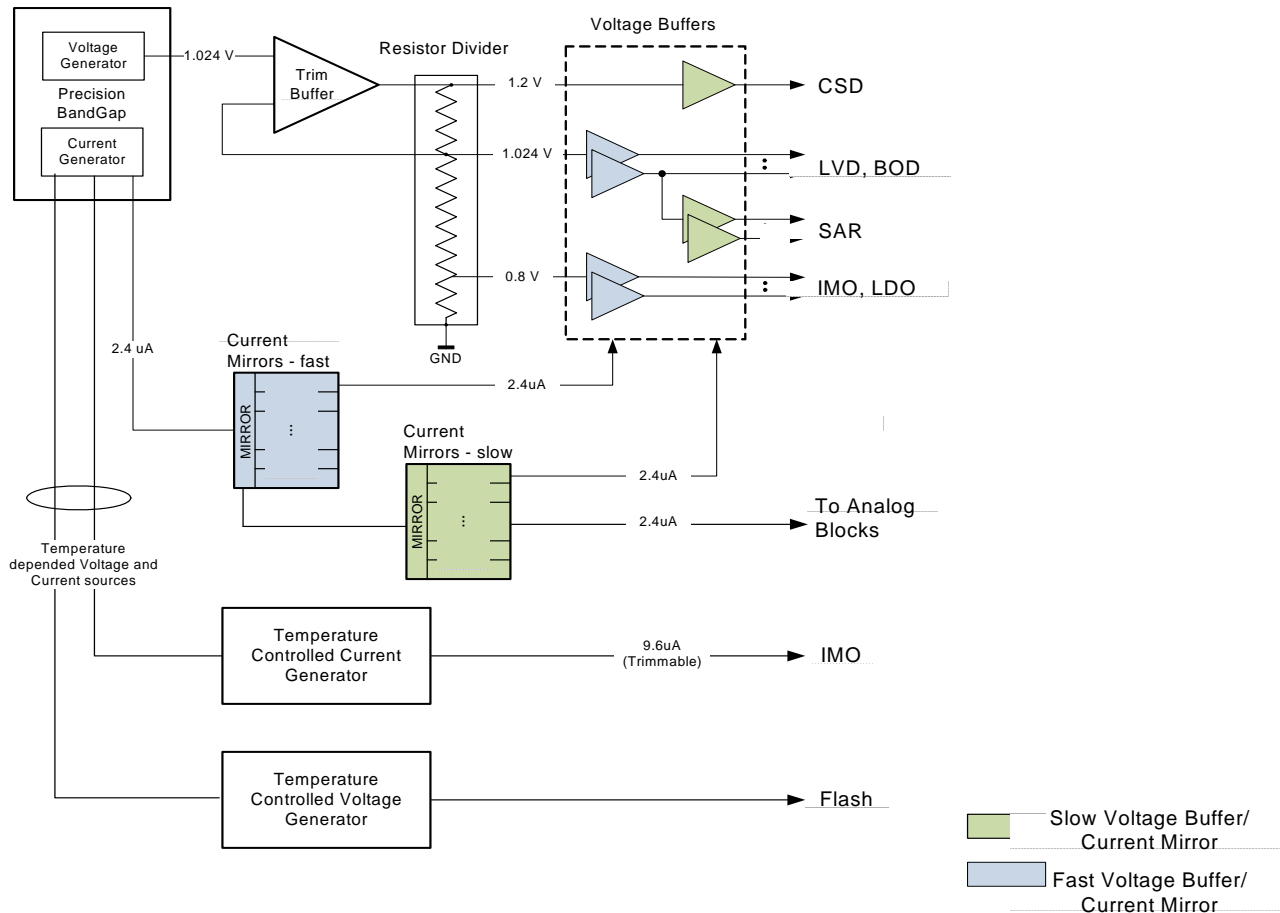 Voltage Buffers
Voltage
Generator
1.024 V
Resistor Divider
Trim
Buffer
1.2 V
CSD
Precision
BandGap
Current
Generator
1.024 V
LVD, BOD
SAR
0.8 V
IMO, LDO
2.4 uA
Current
Mirrors - fast
GND
2.4uA
MIRROR
...
Current
Mirrors - slow
2.4uA
MIRROR
...
2.4uA
To Analog
Blocks
Temperature
depended Voltage and
Current sources
Temperature
Controlled Current
Generator
9.6uA
(Trimmable)
IMO
Temperature
Controlled Voltage
Generator
Flash
Slow Voltage Buffer/
Current Mirror
Fast Voltage Buffer/
Current Mirror